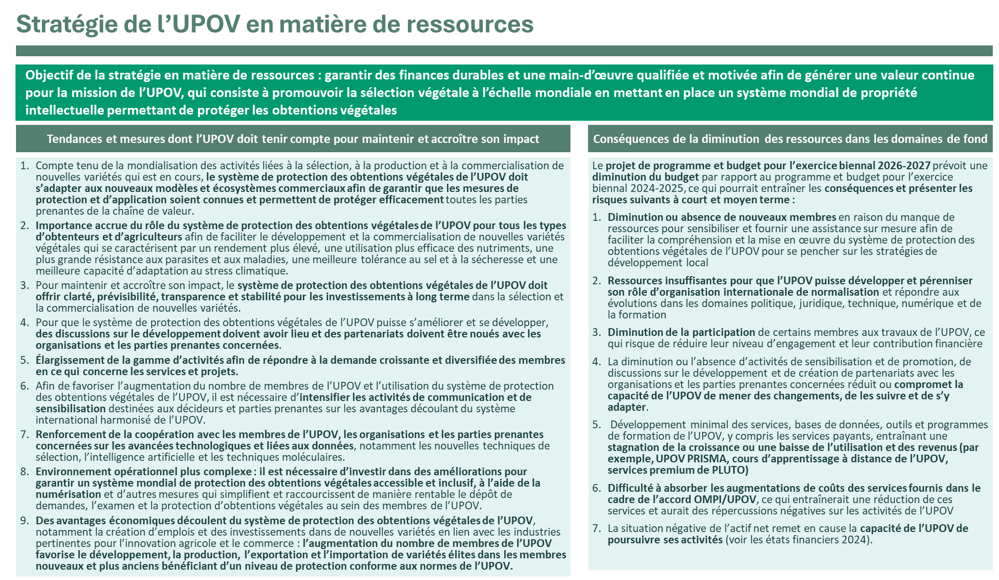 Stratégie de l’UPOV en matière de ressources
Objectif de la stratégie en matière de ressources : garantir des finances durables et une main-d’œuvre qualifiée et motivée afin de générer une valeur continue
pour la mission de l’UPOV, qui consiste à promouvoir la sélection végétale à l’échelle mondiale en mettant en place un système mondial de propriété
intellectuelle permettant de protéger les obtentions végétales
Tendances et mesures dont l’UPOV doit tenir compte pour maintenir et accroître son impact
1. Compte tenu de la mondialisation des activités liées à la sélection, à la production et à la commercialisation de
nouvelles variétés qui est en cours, le système de protection des obtentions végétales de l’UPOV doit
s’adapter aux nouveaux modèles et écosystèmes commerciaux afin de garantir que les mesures de
protection et d’application soient connues et permettent de protéger efficacement toutes les parties
prenantes de la chaîne de valeur.
2. Importance accrue du rôle du système de protection des obtentions végétales de l’UPOV pour tous les types
d’obtenteurs et d’agriculteurs afin de faciliter le développement et la commercialisation de nouvelles variétés
végétales qui se caractérisent par un rendement plus élevé, une utilisation plus efficace des nutriments, une
plus grande résistance aux parasites et aux maladies, une meilleure tolérance au sel et à la sécheresse et une
meilleure capacité d’adaptation au stress climatique.
3. Pour maintenir et accroître son impact, le système de protection des obtentions végétales de l’UPOV doit
offrir clarté, prévisibilité, transparence et stabilité pour les investissements à long terme dans la sélection et
la commercialisation de nouvelles variétés.
4. Pour que le système de protection des obtentions végétales de l’UPOV puisse s’améliorer et se développer,
des discussions sur le développement doivent avoir lieu et des partenariats doivent être noués avec les
organisations et les parties prenantes concernées.
5. Élargissement de la gamme d’activités afin de répondre à la demande croissante et diversifiée des membres
en ce qui concerne les services et projets.
6. Afin de favoriser l’augmentation du nombre de membres de l’UPOV et l’utilisation du système de protection
des obtentions végétales de l’UPOV, il est nécessaire d’intensifier les activités de communication et de
sensibilisation destinées aux décideurs et parties prenantes sur les avantages découlant du système
international harmonisé de l’UPOV.
7. Renforcement de la coopération avec les membres de l’UPOV, les organisations et les parties prenantes
concernées sur les avancées technologiques et liées aux données, notamment les nouvelles techniques de
sélection, l’intelligence artificielle et les techniques moléculaires.
8. Environnement opérationnel plus complexe : il est nécessaire d’investir dans des améliorations pour
garantir un système mondial de protection des obtentions végétales accessible et inclusif, à l’aide de la
numérisation et d’autres mesures qui simplifient et raccourcissent de manière rentable le dépôt de
demandes, l’examen et la protection d’obtentions végétales au sein des membres de l’UPOV.
9. Des avantages économiques découlent du système de protection des obtentions végétales de l’UPOV,
notamment la création d’emplois et des investissements dans de nouvelles variétés en lien avec les industries
pertinentes pour l’innovation agricole et le commerce : l’augmentation du nombre de membres de l’UPOV
favorise le développement, la production, l’exportation et l’importation de variétés élites dans les membres
nouveaux et plus anciens bénéficiant d’un niveau de protection conforme aux normes de l’UPOV.
Conséquences de la diminution des ressources dans les domaines de fond
Le projet de programme et budget pour l’exercice biennal 2026-2027 prévoit une
diminution du budget par rapport au programme et budget pour l’exercice
biennal 2024-2025, ce qui pourrait entraîner les conséquences et présenter les
risques suivants à court et moyen terme :
1. Diminution ou absence de nouveaux membres en raison du manque de
ressources pour sensibiliser et fournir une assistance sur mesure afin de
faciliter la compréhension et la mise en œuvre du système de protection des
obtentions végétales de l’UPOV pour se pencher sur les stratégies de
développement local
2. Ressources insuffisantes pour que l’UPOV puisse développer et pérenniser
son rôle d’organisation internationale de normalisation et répondre aux
évolutions dans les domaines politique, juridique, technique, numérique et de
la formation
3. Diminution de la participation de certains membres aux travaux de l’UPOV, ce
qui risque de réduire leur niveau d’engagement et leur contribution financière
4. La diminution ou l’absence d’activités de sensibilisation et de promotion, de
discussions sur le développement et de création de partenariats avec les
organisations et les parties prenantes concernées réduit ou compromet la
capacité de l’UPOV de mener des changements, de les suivre et de s’y
adapter.
5. Développement minimal des services, bases de données, outils et programmes
de formation de l’UPOV, y compris les services payants, entraînant une
stagnation de la croissance ou une baisse de l’utilisation et des revenus (par
exemple, UPOV PRISMA, cours d’apprentissage à distance de l’UPOV,
services premium de PLUTO)
6. Difficulté à absorber les augmentations de coûts des services fournis dans le
cadre de l’accord OMPI/UPOV, ce qui entraînerait une réduction de ces
services et aurait des répercussions négatives sur les activités de l’UPOV
7. La situation négative de l’actif net remet en cause la capacité de l’UPOV de
poursuivre ses activités (voir les états financiers 2024).